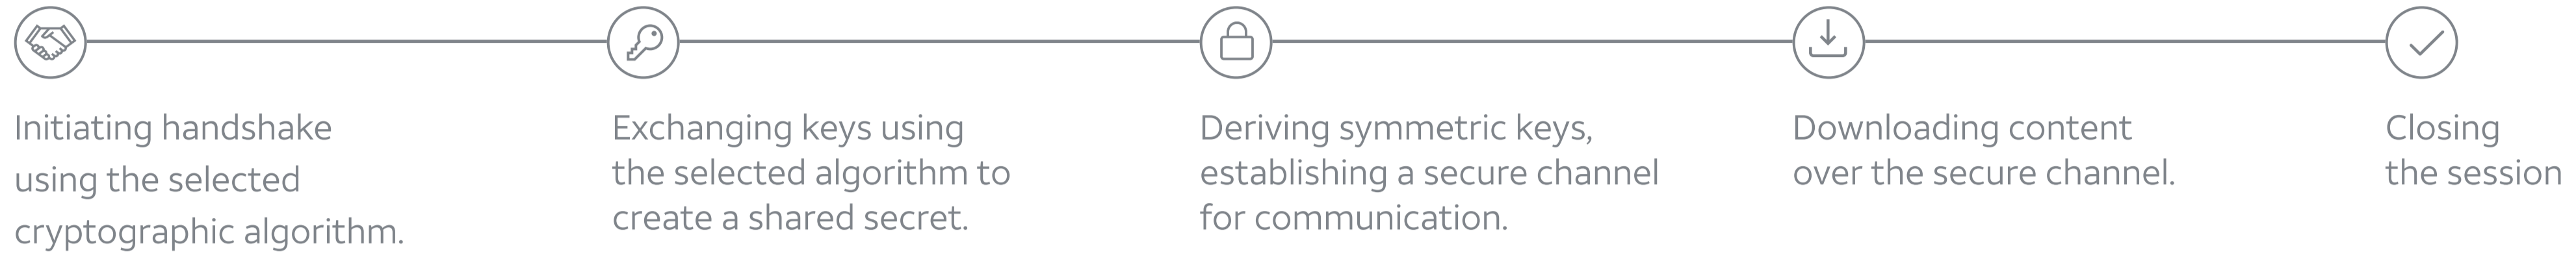 Initiating handshake
using the selected
cryptographic algorithm.
Exchanging keys using
the selected algorithm to
create a shared secret.
Deriving symmetric keys,
establishing a secure channel
for communication.
Downloading content
over the secure channel.
Closing
the session